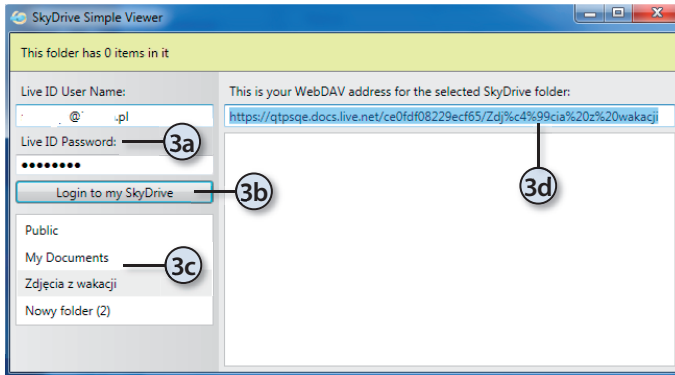 SkyDrive Simple Viewer
This folder has 0 items in it
Live ID User Name:
@ .pl
Live ID Password:
3a
●●●●●●●●
Login to my SkyDrive
3b
Public
My Documents
3c
Zdjęcia z wakacji
Nowy folder (2)
This is your WebDAV address for the selected SkyDrive folder:
https://qtpsqe.docs.live.net/ce0fdf08229ecf65/Zdj%c4%99cia%20z%20wakacji
3d